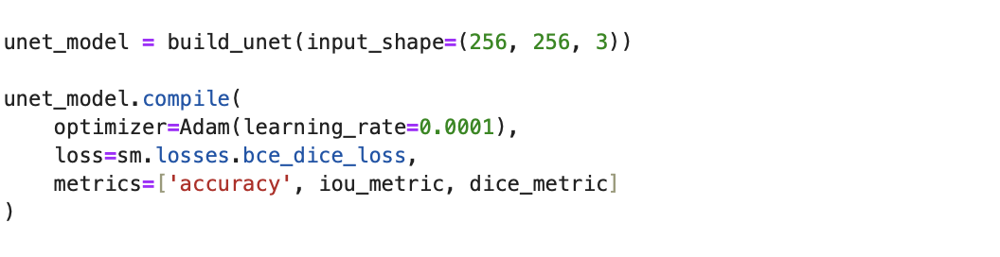 unet_model = build_unet(input_shape=(256, 256, 3))
unet_model.compile(
    optimizer=Adam(learning_rate=0.0001),
    loss=sm.losses.bce_dice_loss,
    metrics=['accuracy', iou_metric, dice_metric]
)